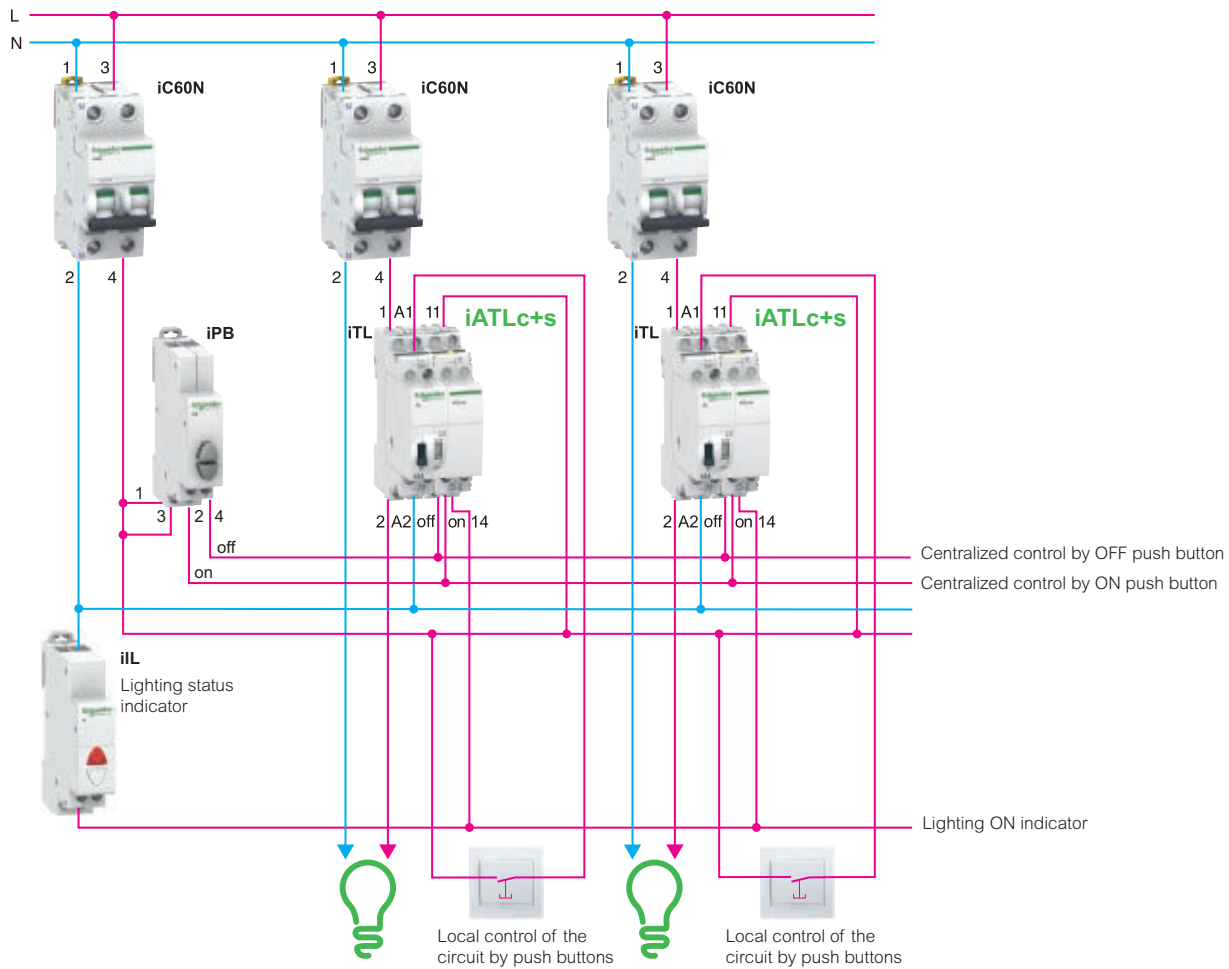 L
N
1 3 1 3 1 3
iC60N iC60N iC60N
2 4 2 4 2 4
iPB
1 A1 11 1 A1 11
iTL iATLc+s iTL iATLc+s
Schneider
Schneider
Schneider
1
3 2 4
2 A2 off on 14 2 A2 off on 14
off
on
Centralized control by OFF push button
Centralized control by ON push button
iIL
Lighting status
indicator
Lighting ON indicator
Local control of the
circuit by push buttons
Local control of the
circuit by push buttons